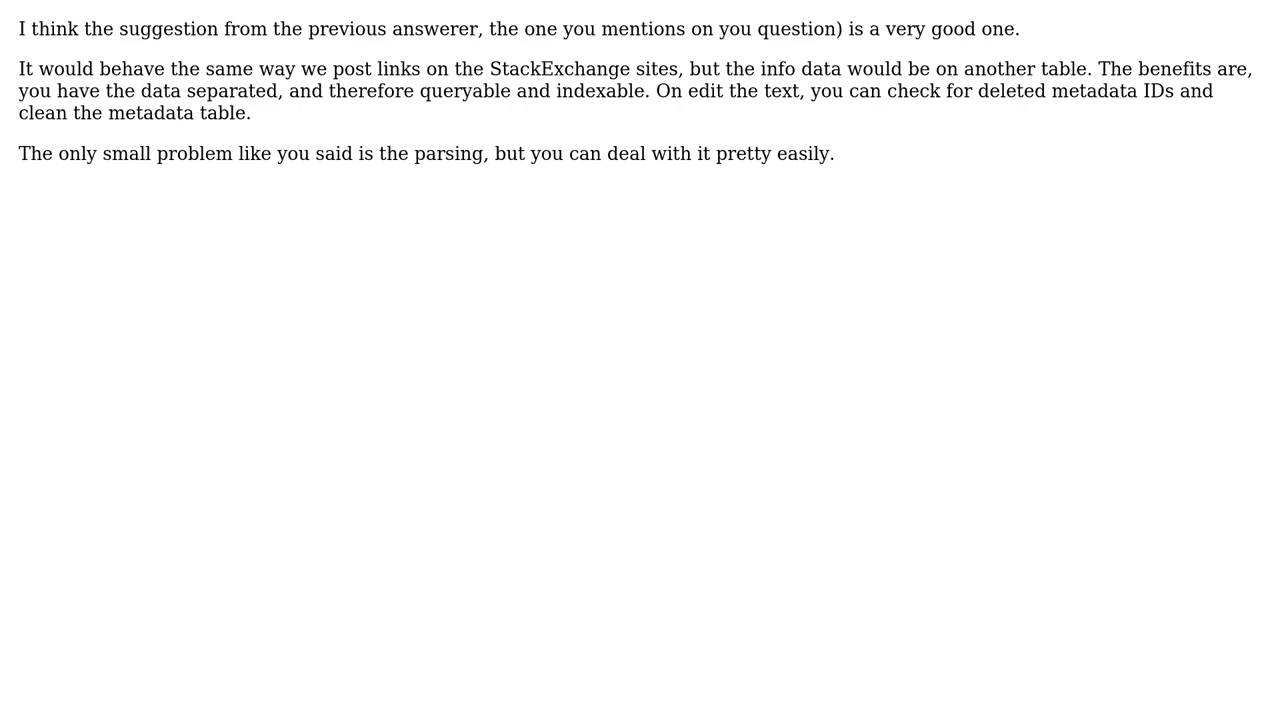 I think the suggestion from the previous answerer, the one you mentions on you question) is a very good one.
It would behave the same way we post links on the StackExchange sites, but the info data would be on another table. The benefits are,
you have the data separated, and therefore queryable and indexable. On edit the text, you can check for deleted metadata IDs and
clean the metadata table.
The only small problem like you said is the parsing, but you can deal with it pretty easily.